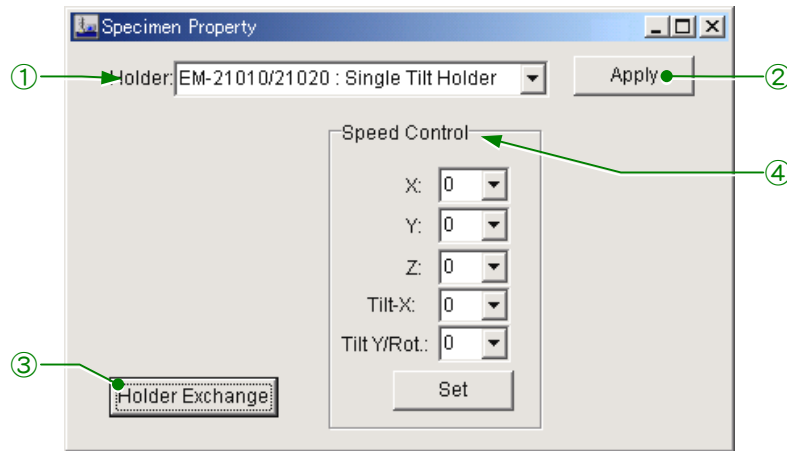 Specimen Property
① Holder: EM-21010/21020 : Single Tilt Holder Apply ②
Speed Control
④
X: 0
Y: 0
Z: 0
Tilt-X: 0
Tilt Y/Rot.: 0
③
Holder Exchange Set